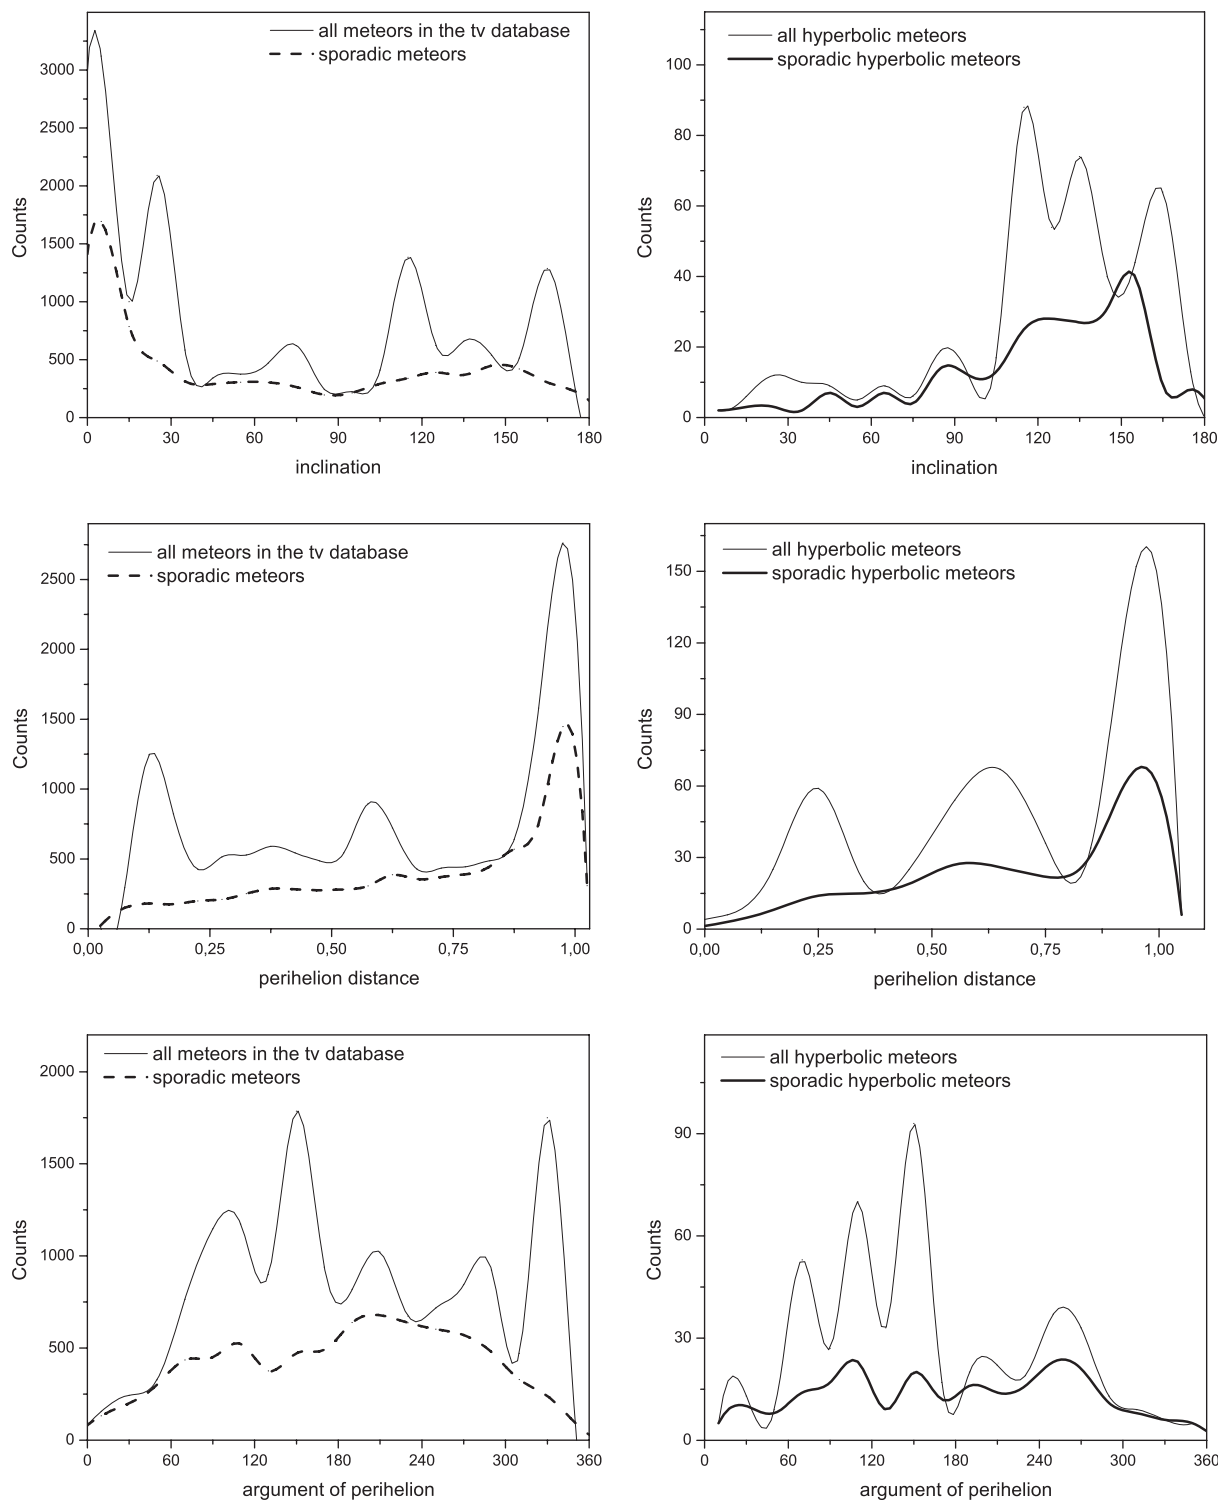 all meteors in the tv database
sporadic meteors
3000
2500
2000
1500
1000
500
0
Counts
0 30 60 90 120 150 180
inclination
all hyperbolic meteors
sporadic hyperbolic meteors
100
80
60
40
20
0
Counts
0 30 60 90 120 150 180
inclination
all meteors in the tv database
sporadic meteors
2500
2000
1500
1000
500
0
Counts
0,00 0,25 0,50 0,75 1,00
perihelion distance
all hyperbolic meteors
sporadic hyperbolic meteors
150
120
90
60
30
0
Counts
0,00 0,25 0,50 0,75 1,00
perihelion distance
all meteors in the tv database
sporadic meteors
2000
1500
1000
500
0
Counts
0 60 120 180 240 300 360
argument of perihelion
all hyperbolic meteors
sporadic hyperbolic meteors
90
60
30
0
Counts
0 60 120 180 240 300 360
argument of perihelion